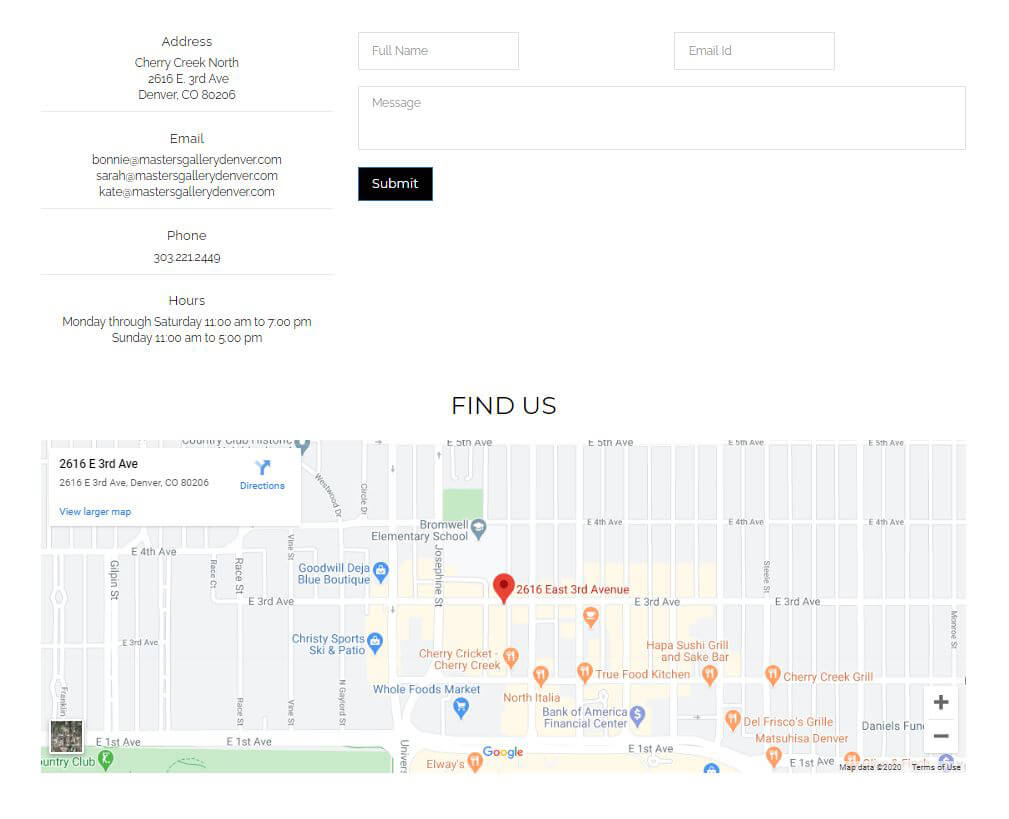 Address
Cherry Creek North
2616 E. 3rd Ave
Denver, CO 80206
Email
bonnie@mastersgallerydenver.com
sarah@mastersgallerydenver.com
kate@mastersgallerydenver.com
Phone
303.221.2449
Hours
Monday through Saturday 11:00 am to 7:00 pm
Sunday 11:00 am to 5:00 pm
Full Name
Email Id
Message
Submit
FIND US
Country Club Historic
2616 E 3rd Ave
2616 E 3rd Ave, Denver, CO 80206
Directions
View larger map
E 5th Ave
E 5th Ave
E 5th Ave
E 5th Ave
Westwood Dr
Circle Dr
Bromwell
Elementary School
E 4th Ave
E 4th Ave
E 4th Ave
E 4th Ave
Gilpin St
Race Ct
Race St
Vine St
Josephine St
Steele St
Goodwill Deja
Blue Boutique
2616 East 3rd Avenue
E 3rd Ave
E 3rd Ave
E 3rd Ave
E 3rd Ave
Monroe St
Christy Sports
Ski & Patio
Cherry Cricket -
Cherry Creek
Hapa Sushi Grill
and Sake Bar
True Food Kitchen
Cherry Creek Grill
North Italia
Whole Foods Market
Franklin
Race St
Vine St
N Gaylord St
Bank of America
Financial Center
Del Frisco's Grille
Matsuhisa Denver
Daniels Fund
E 1st Ave
E 1st Ave
E 1st Ave
E 1st Ave
Univers
Google
ountry Club
Elway's
Map data ©2020
Terms of Use